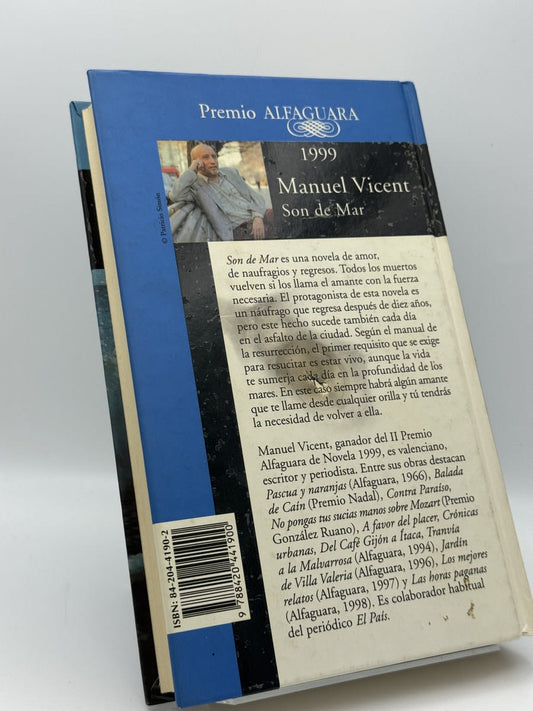 Premio ALFAGUARA
1999
Manuel Vicent
Son de Mar
© Patricio Simón
Son de Mar es una novela de amor,
de naufragios y regresos. Todos los muertos
vuelven si los llama el amante con la fuerza
necesaria. El protagonista de esta novela es
un náufrago que regresa después de diez años,
pero este hecho sucede también cada día
en el asfalto de la ciudad. Según el manual de
la resurrección, el primer requisito que se exige
para resucitar es estar vivo, aunque la vida
te sumerja cada día en la profundidad de los
mares. En este caso siempre habrá algún amante
que te llame desde cualquier orilla y tú tendrás
la necesidad de volver a ella.
Manuel Vicent, ganador del II Premio
Alfaguara de Novela 1999, es valenciano,
escritor y periodista. Entre sus obras destacan
Pascua y naranjas (Alfaguara, 1966), Balada
de Caín (Premio Nadal), Contra Paraíso,
No pongas tus sucias manos sobre Mozart (Premio
González Ruano), A favor del placer, Crónicas
urbanas, Del Café Gijón a Ítaca, Tranvía
a la Malvarrosa (Alfaguara, 1994), Jardín
de Villa Valeria (Alfaguara, 1996), Los mejores
relatos (Alfaguara, 1997) y Las horas paganas
(Alfaguara, 1998). Es colaborador habitual
del periódico El País.
ISBN: 84-204-4190-2
9 788420 441900